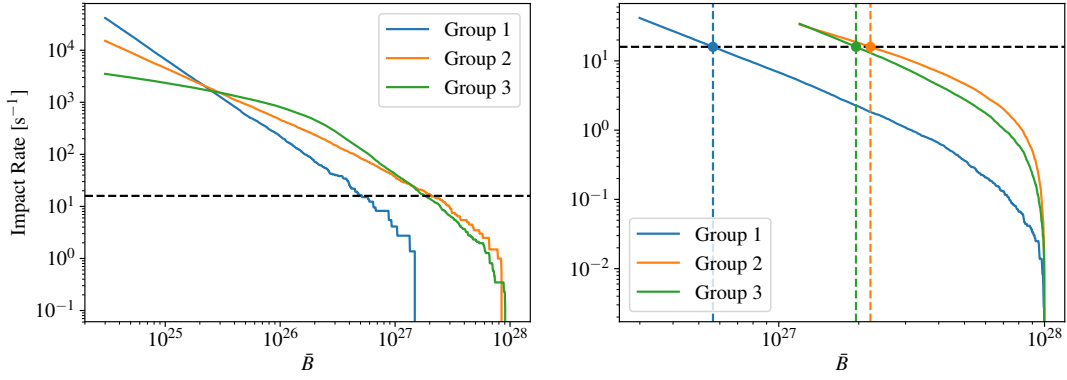 Impact Rate [s⁻¹]
10⁴
10³
10²
10¹
10⁰
10⁻¹
10²⁵
10²⁶
10²⁷
10²⁸
B̄
Group 1
Group 2
Group 3
10¹
10⁰
10⁻¹
10⁻²
10²⁷
10²⁸
B̄
Group 1
Group 2
Group 3